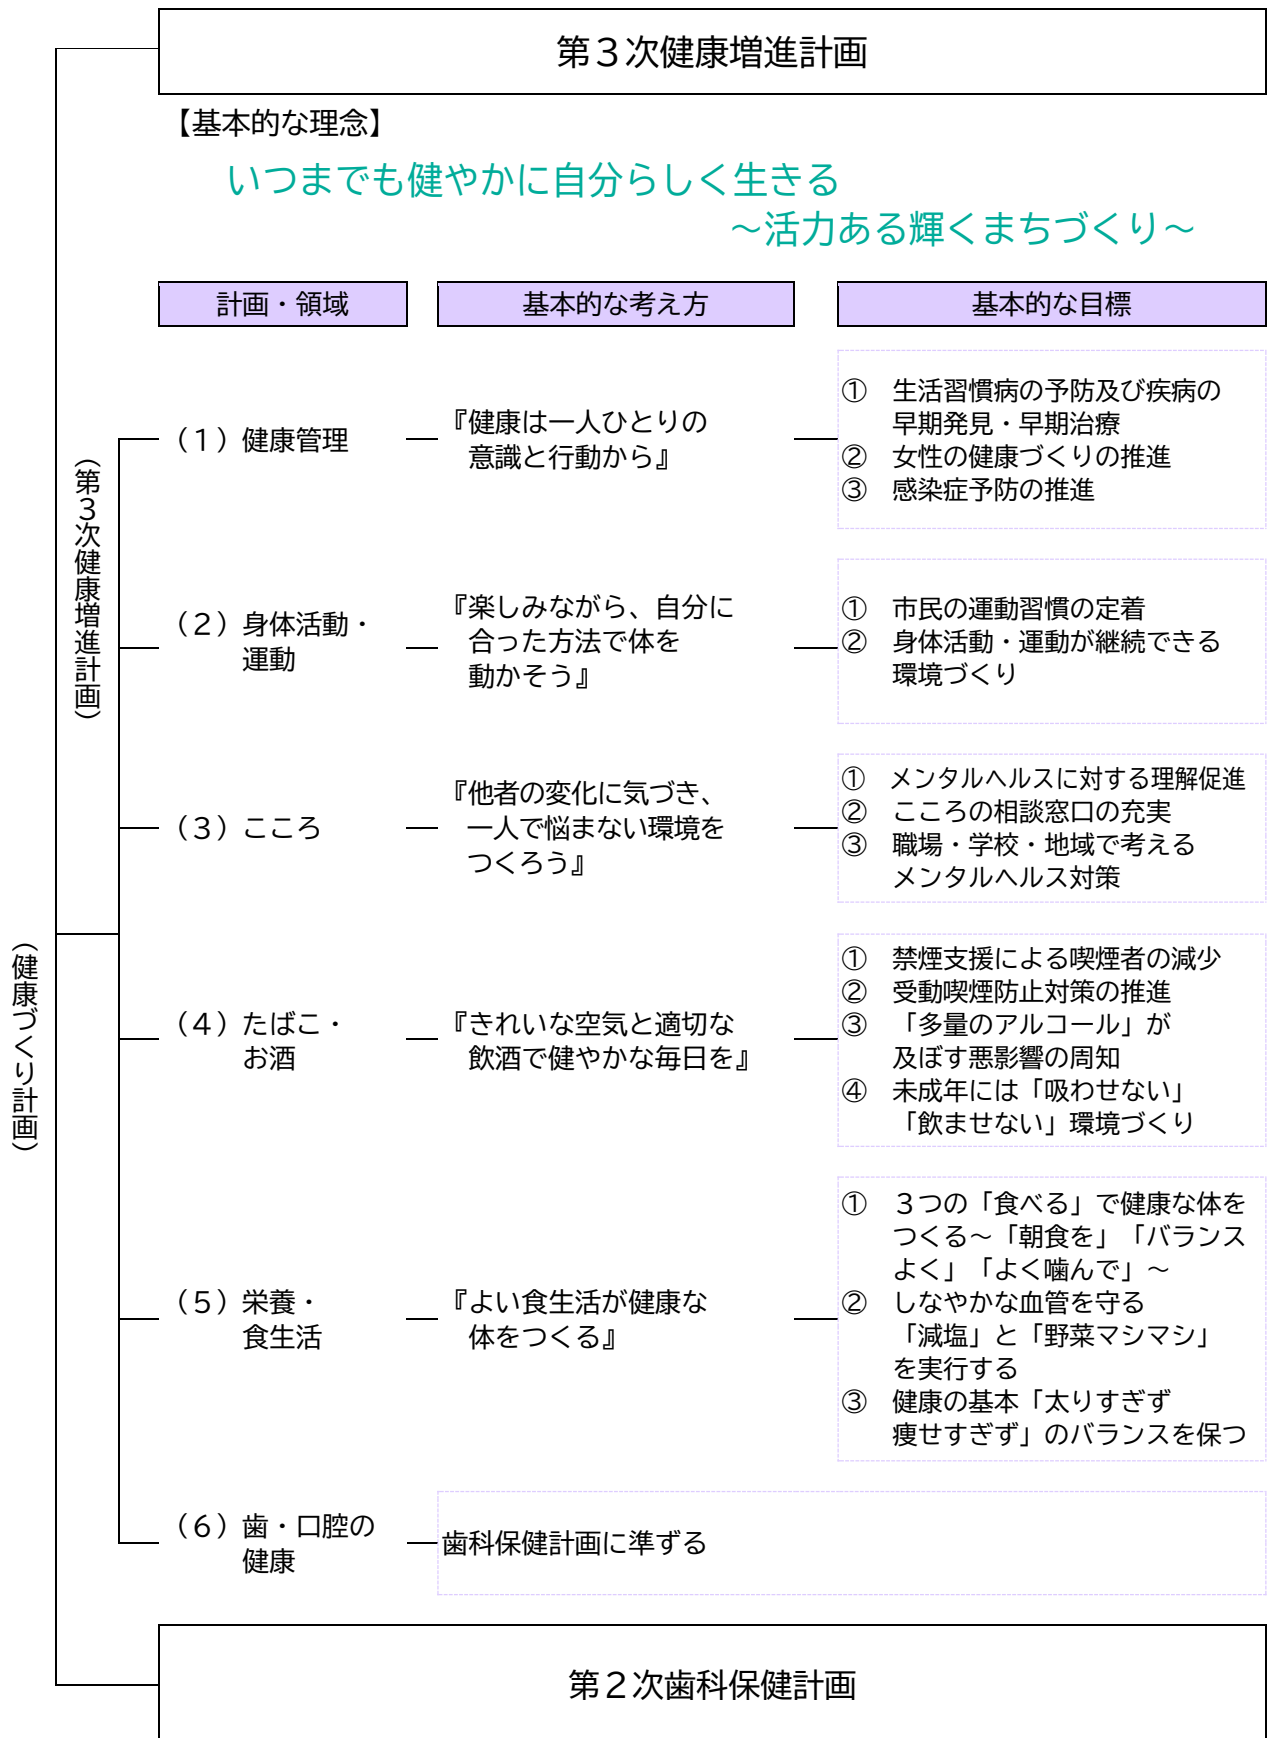 第３次健康増進計画
【基本的な理念】
いつまでも健やかに自分らしく生きる
～活力ある輝くまちづくり～
計画・領域
基本的な考え方
基本的な目標
（健康づくり計画）
（第３次健康増進計画）
（１）健康管理
『健康は一人ひとりの
意識と行動から』
①　生活習慣病の予防及び疾病の
早期発見・早期治療
②　女性の健康づくりの推進
③　感染症予防の推進
（２）身体活動・
運動
『楽しみながら、自分に
合った方法で体を
動かそう』
①　市民の運動習慣の定着
②　身体活動・運動が継続できる
環境づくり
（３）こころ
『他者の変化に気づき、
一人で悩まない環境を
つくろう』
①　メンタルヘルスに対する理解促進
②　こころの相談窓口の充実
③　職場・学校・地域で考える
メンタルヘルス対策
（４）たばこ・
お酒
『きれいな空気と適切な
飲酒で健やかな毎日を』
①　禁煙支援による喫煙者の減少
②　受動喫煙防止対策の推進
③　「多量のアルコール」が
及ぼす悪影響の周知
④　未成年には「吸わせない」
「飲ませない」環境づくり
（５）栄養・
食生活
『よい食生活が健康な
体をつくる』
①　３つの「食べる」で健康な体を
つくる～「朝食を」「バランス
よく」「よく噛んで」～
②　しなやかな血管を守る
「減塩」と「野菜マシマシ」
を実行する
③　健康の基本「太りすぎず
痩せすぎず」のバランスを保つ
（６）歯・口腔の
健康
歯科保健計画に準ずる
第２次歯科保健計画